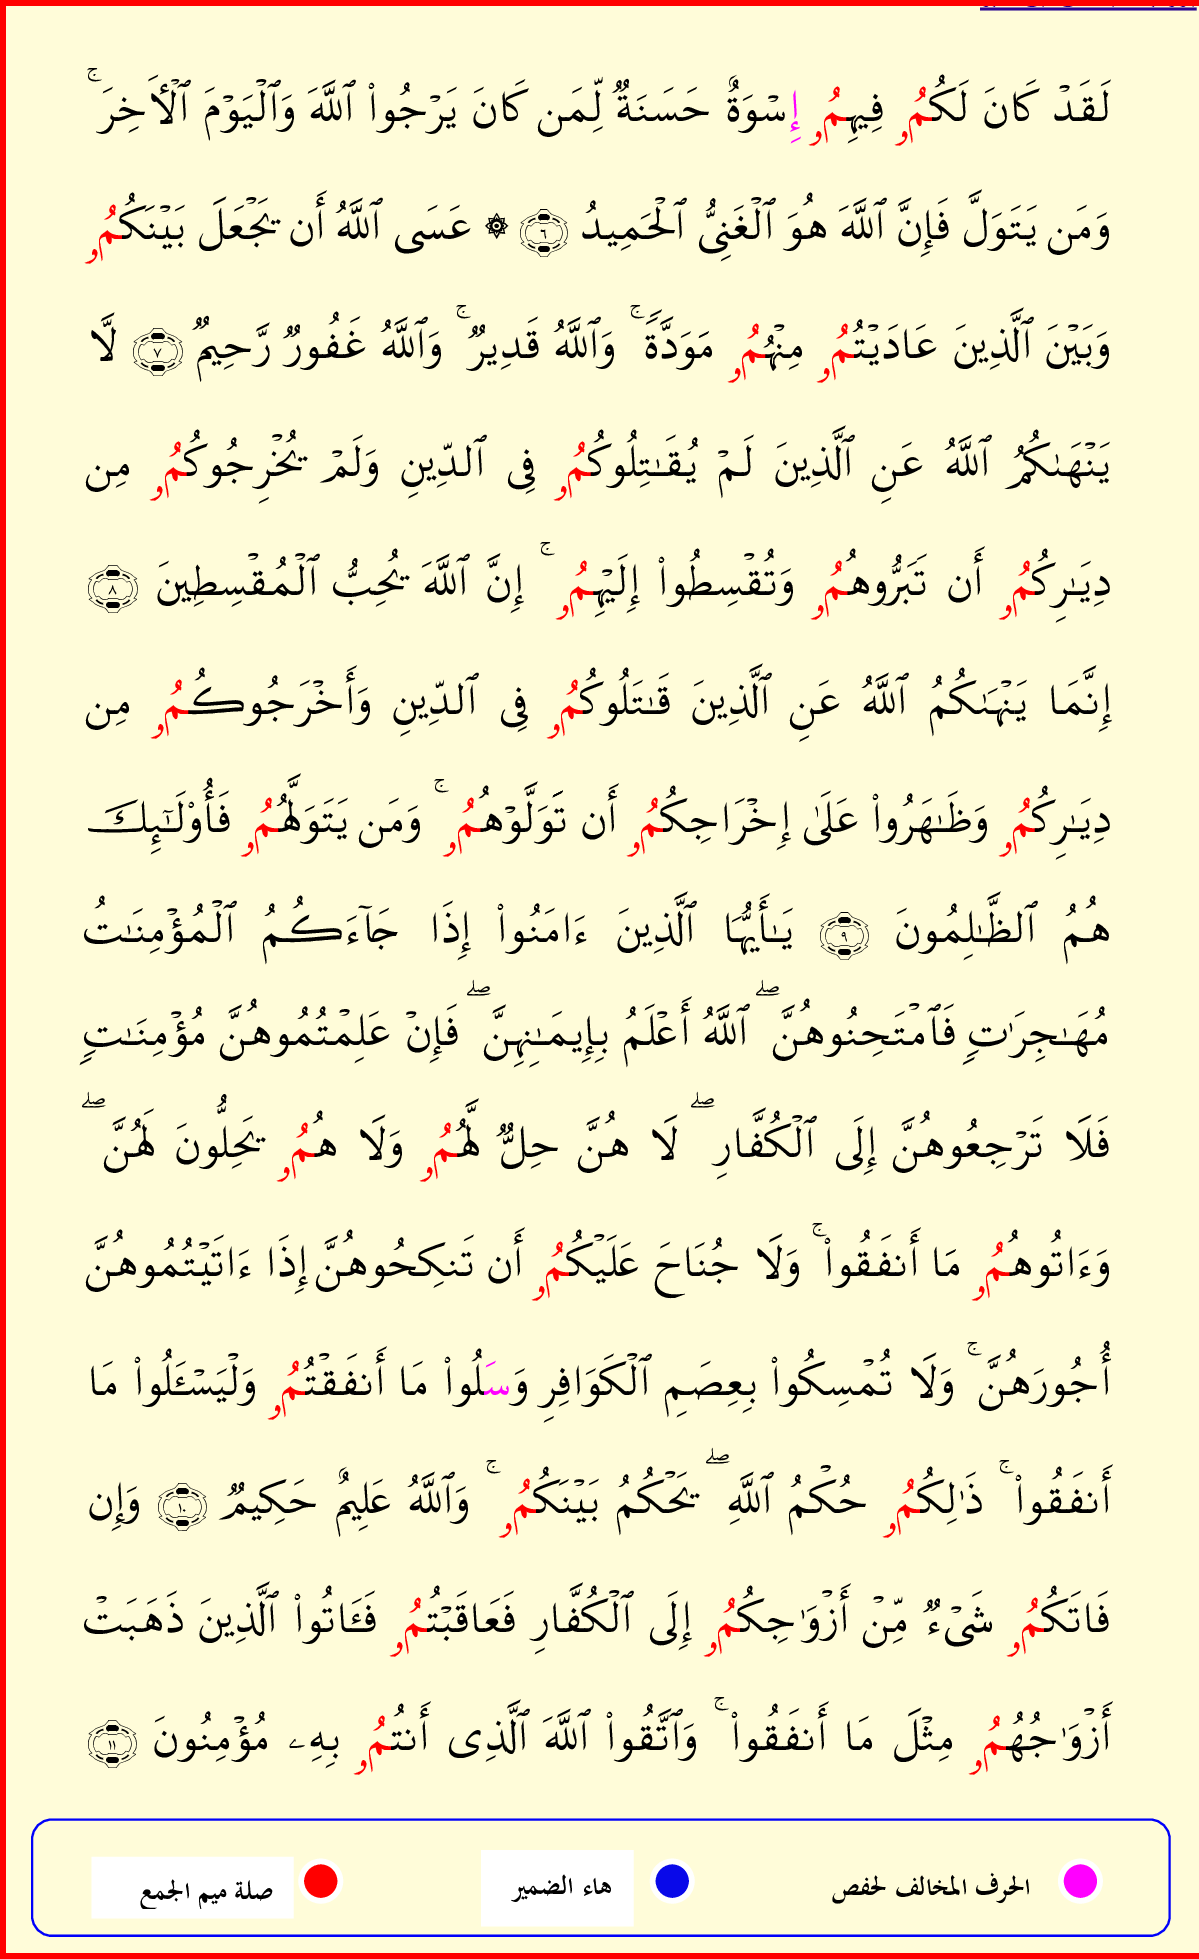 لَقَدۡ كَانَ لَكُمُۥ فِيهِمُۥ إِسۡوَةٌ حَسَنَةٞ لِّمَن كَانَ يَرۡجُواْ ٱللَّهَ وَٱلۡيَوۡمَ ٱلۡأٓخِرَۚ
وَمَن يَتَوَلَّ فَإِنَّ ٱللَّهَ هُوَ ٱلۡغَنِيُّ ٱلۡحَمِيدُ ٦ ۞ عَسَى ٱللَّهُ أَن يَجۡعَلَ بَيۡنَكُمُۥ
وَبَيۡنَ ٱلَّذِينَ عَادَيۡتُمُۥ مِنۡهُمُۥ مَوَدَّةٗۚ وَٱللَّهُ قَدِيرٞۚ وَٱللَّهُ غَفُورٞ رَّحِيمٞ ٧ لَّا
يَنۡهَىٰكُمُ ٱللَّهُ عَنِ ٱلَّذِينَ لَمۡ يُقَٰتِلُوكُمُۥ فِي ٱلدِّينِ وَلَمۡ يُخۡرِجُوكُمُۥ مِن
دِيَٰرِكُمُۥ أَن تَبَرُّوهُمُۥ وَتُقۡسِطُواْ إِلَيۡهِمُۥۚ إِنَّ ٱللَّهَ يُحِبُّ ٱلۡمُقۡسِطِينَ ٨
إِنَّمَا يَنۡهَىٰكُمُ ٱللَّهُ عَنِ ٱلَّذِينَ قَٰتَلُوكُمُۥ فِي ٱلدِّينِ وَأَخۡرَجُوكُمُۥ مِن
دِيَٰرِكُمُۥ وَظَٰهَرُواْ عَلَىٰ إِخۡرَاجِكُمُۥ أَن تَوَلَّوۡهُمُۥۚ وَمَن يَتَوَلَّهُمُۥ فَأُوْلَٰٓئِكَ
هُمُ ٱلظَّٰلِمُونَ ٩ يَٰأَيُّهَا ٱلَّذِينَ ءَامَنُواْ إِذَا جَآءَكُمُ ٱلۡمُؤۡمِنَٰتُ
مُهَٰجِرَٰتٖ فَٱمۡتَحِنُوهُنَّۖ ٱللَّهُ أَعۡلَمُ بِإِيمَٰنِهِنَّۖ فَإِنۡ عَلِمۡتُمُوهُنَّ مُؤۡمِنَٰتٖ
فَلَا تَرۡجِعُوهُنَّ إِلَى ٱلۡكُفَّارِۖ لَا هُنَّ حِلّٞ لَّهُمُۥ وَلَا هُمُۥ يَحِلُّونَ لَهُنَّۖ
وَءَاتُوهُمُۥ مَا أَنفَقُواْۚ وَلَا جُنَاحَ عَلَيۡكُمُۥ أَن تَنكِحُوهُنَّ إِذَا ءَاتَيۡتُمُوهُنَّ
أُجُورَهُنَّۚ وَلَا تُمۡسِكُواْ بِعِصَمِ ٱلۡكَوَافِرِ وَسَلُواْ مَا أَنفَقۡتُمُۥ وَلۡيَسۡـَٔلُواْ مَا
أَنفَقُواْۚ ذَٰلِكُمُۥ حُكۡمُ ٱللَّهِۖ يَحۡكُمُ بَيۡنَكُمُۥۚ وَٱللَّهُ عَلِيمٌ حَكِيمٞ ١٠ وَإِن
فَاتَكُمُۥ شَيۡءٞ مِّنۡ أَزۡوَٰجِكُمُۥ إِلَى ٱلۡكُفَّارِ فَعَاقَبۡتُمُۥ فَـَٔاتُواْ ٱلَّذِينَ ذَهَبَتۡ
أَزۡوَٰجُهُمُۥ مِثۡلَ مَا أَنفَقُواْۚ وَٱتَّقُواْ ٱللَّهَ ٱلَّذِي أَنتُمُۥ بِهِۦ مُؤۡمِنُونَ ١١
الحرف المخالف لحفص هاء الضمير صلة ميم الجمع